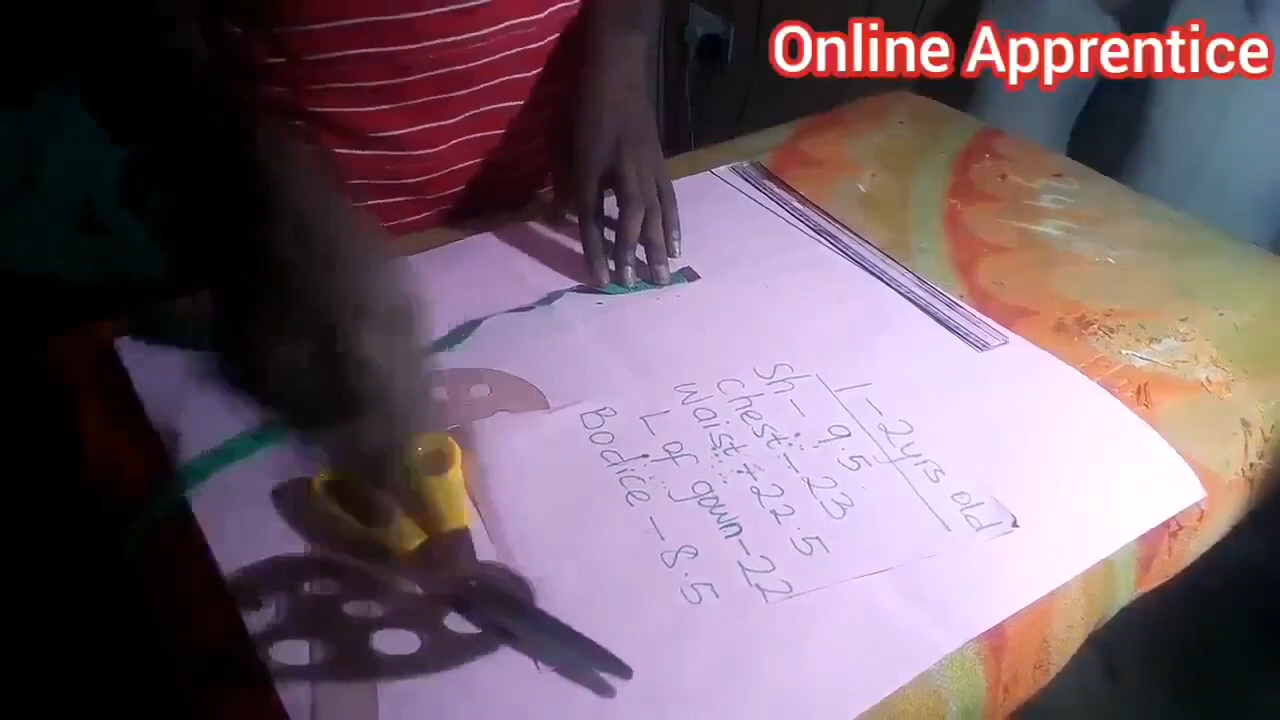 Online Apprentice
1-2yrs old
Sh- 9.5
Chest - 23
Waist + 22.5
L of gown - 22
Bodice - 8.5